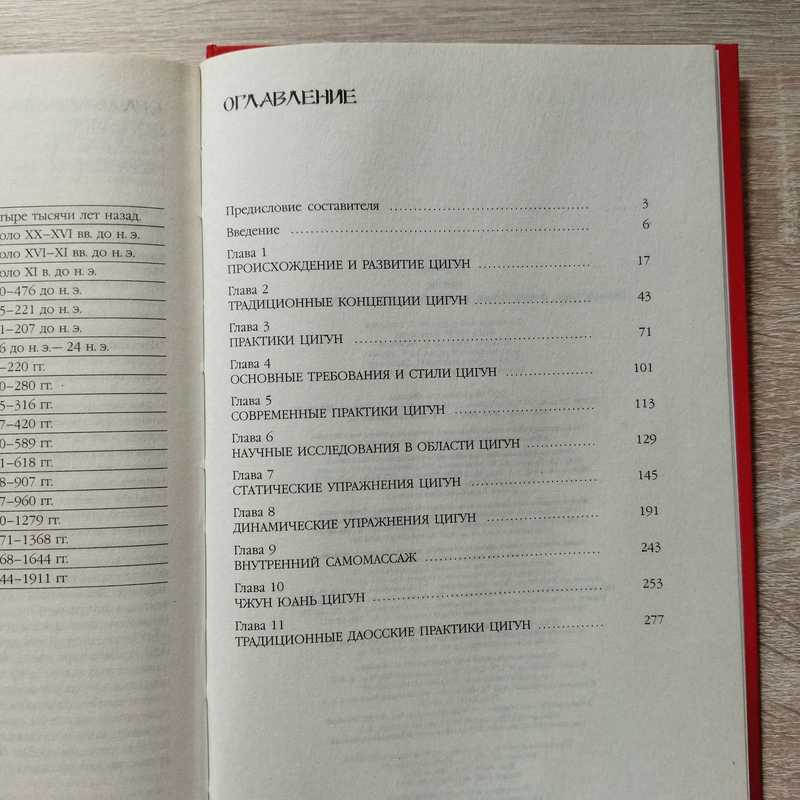 тыре тысячи лет назад.
оло XX–XVI вв. до н. э.
оло XVI–XI вв. до н. э.
оло XI в. до н. э.
0–476 до н. э.
5–221 до н. э.
1–207 до н. э.
6 до н. э.— 24 н. э.
–220 гг.
0–280 гг.
5–316 гг.
7–420 гг.
0–589 гг.
1–618 гг.
8–907 гг.
7–960 гг.
0–1279 гг.
71–1368 гг.
68–1644 гг.
44–1911 гг
ОГЛАВЛЕНИЕ
Предисловие составителя 3
Введение 6
Глава 1
ПРОИСХОЖДЕНИЕ И РАЗВИТИЕ ЦИГУН 17
Глава 2
ТРАДИЦИОННЫЕ КОНЦЕПЦИИ ЦИГУН 43
Глава 3
ПРАКТИКИ ЦИГУН 71
Глава 4
ОСНОВНЫЕ ТРЕБОВАНИЯ И СТИЛИ ЦИГУН 101
Глава 5
СОВРЕМЕННЫЕ ПРАКТИКИ ЦИГУН 113
Глава 6
НАУЧНЫЕ ИССЛЕДОВАНИЯ В ОБЛАСТИ ЦИГУН 129
Глава 7
СТАТИЧЕСКИЕ УПРАЖНЕНИЯ ЦИГУН 145
Глава 8
ДИНАМИЧЕСКИЕ УПРАЖНЕНИЯ ЦИГУН 191
Глава 9
ВНУТРЕННИЙ САМОМАССАЖ 243
Глава 10
ЧЖУН ЮАНЬ ЦИГУН 253
Глава 11
ТРАДИЦИОННЫЕ ДАОССКИЕ ПРАКТИКИ ЦИГУН 277